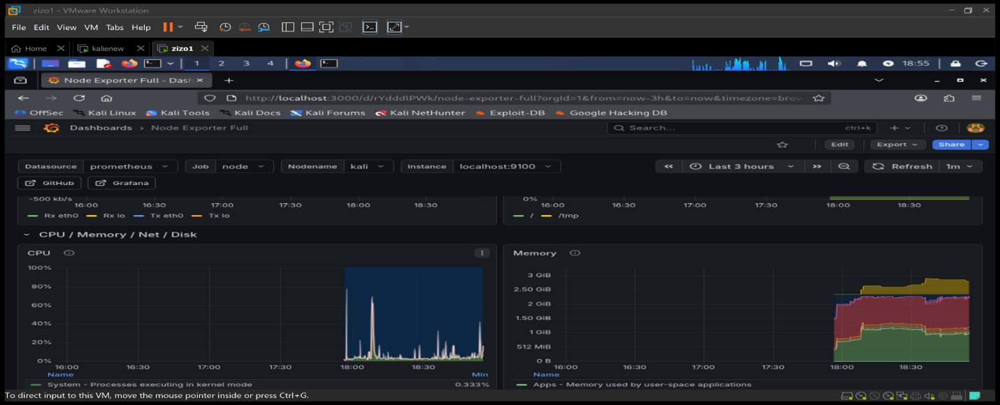 zizo1 - VMware Workstation
File Edit View VM Tabs Help
Home kalienew zizo1
1 2 3 4 18:55
Node Exporter Full - Dash
http://localhost:3000/d/rYdddlPWk/node-exporter-full?orgId=1&from=now-3h&to=now&timezone=brow
OffSec Kali Linux Kali Tools Kali Docs Kali Forums Kali NetHunter Exploit-DB Google Hacking DB
Dashboards › Node Exporter Full Search... ctrl+k
Edit Export Share
Datasource prometheus Job node Nodename kali Instance localhost:9100 Last 3 hours Refresh 1m
GitHub Grafana
-500 kb/s
16:00 16:30 17:00 17:30 18:00 18:30
Rx eth0 Rx lo Tx eth0 Tx lo
0%
16:00 16:30 17:00 17:30 18:00 18:30
/ /tmp
CPU / Memory / Net / Disk
CPU
100%
80%
60%
40%
20%
0%
16:00 16:30 17:00 17:30 18:00 18:30
Name Min
System - Processes executing in kernel mode 0.333%
Memory
3 GiB
2.50 GiB
2 GiB
1.50 GiB
1 GiB
512 MiB
0 B
16:00 16:30 17:00 17:30 18:00 18:30
Name
Apps - Memory used by user-space applications
To direct input to this VM, move the mouse pointer inside or press Ctrl+G.